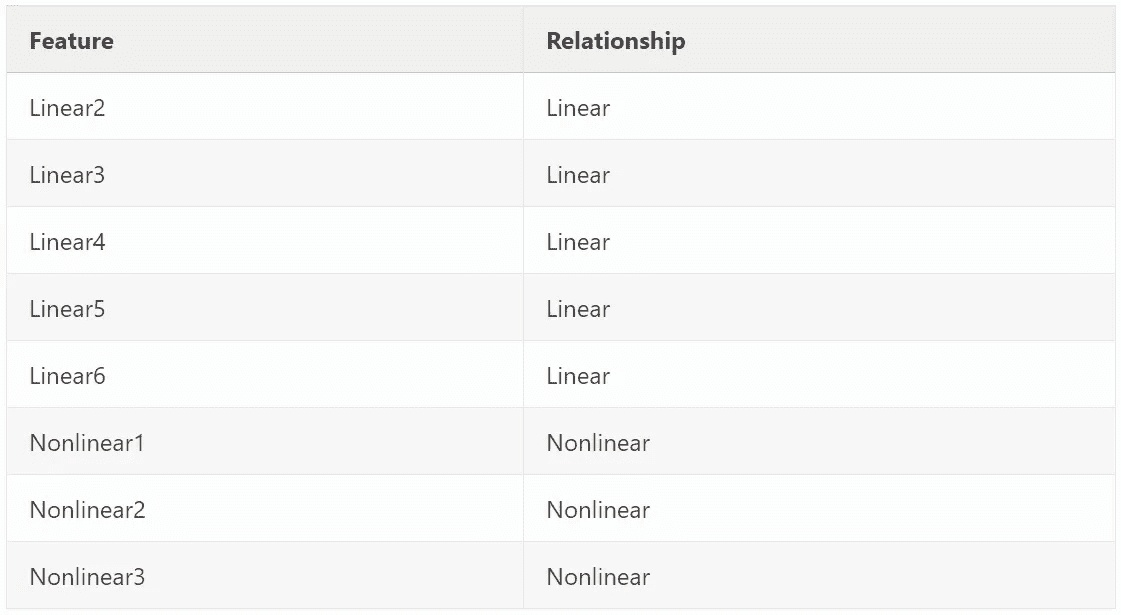 Feature Relationship
Linear2 Linear
Linear3 Linear
Linear4 Linear
Linear5 Linear
Linear6 Linear
Nonlinear1 Nonlinear
Nonlinear2 Nonlinear
Nonlinear3 Nonlinear